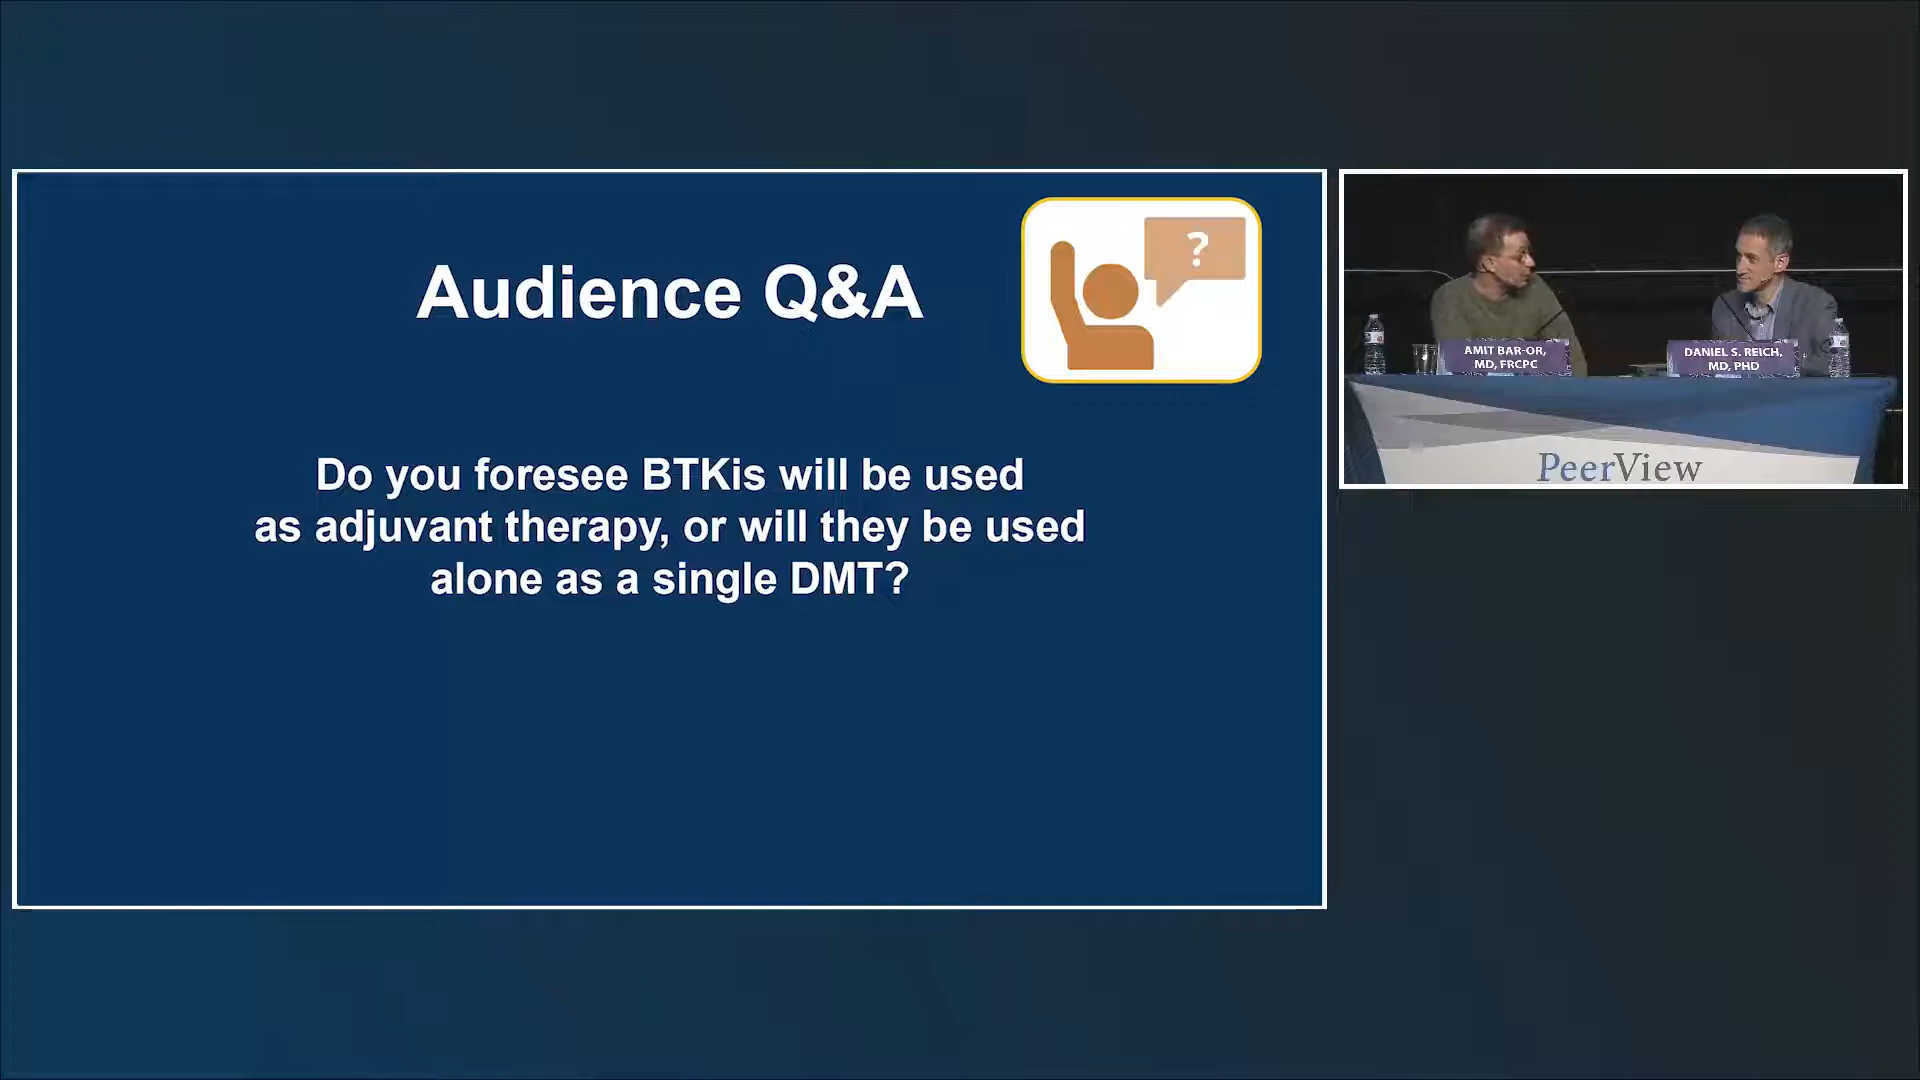 Audience Q&A
?
Do you foresee BTKis will be used
as adjuvant therapy, or will they be used
alone as a single DMT?
AMIT BAR-OR,
MD, FRCPC
DANIEL S. REICH,
MD, PHD
PeerView